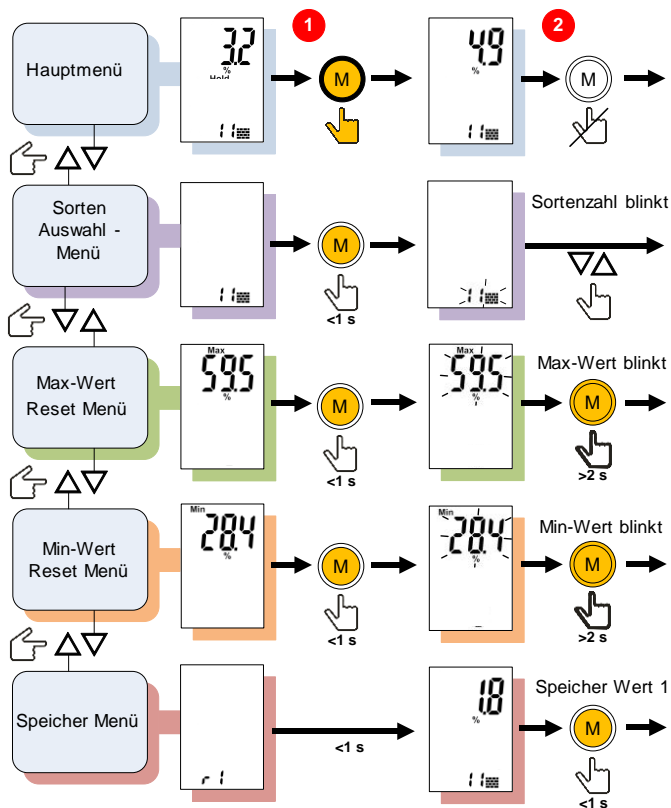 1
2
Hauptmenü
3.2
%
Hold
11
M
4.9
%
11
M
Sorten
Auswahl -
Menü
11
M
<1 s
11
Sortenzahl blinkt
Max-Wert
Reset Menü
Max
59.5
%
M
<1 s
Max
59.5
%
Max-Wert blinkt
M
>2 s
Min-Wert
Reset Menü
Min
28.4
%
M
<1 s
Min
28.4
%
Min-Wert blinkt
M
>2 s
Speicher Menü
r1
<1 s
1.8
%
11
Speicher Wert 1
M
<1 s